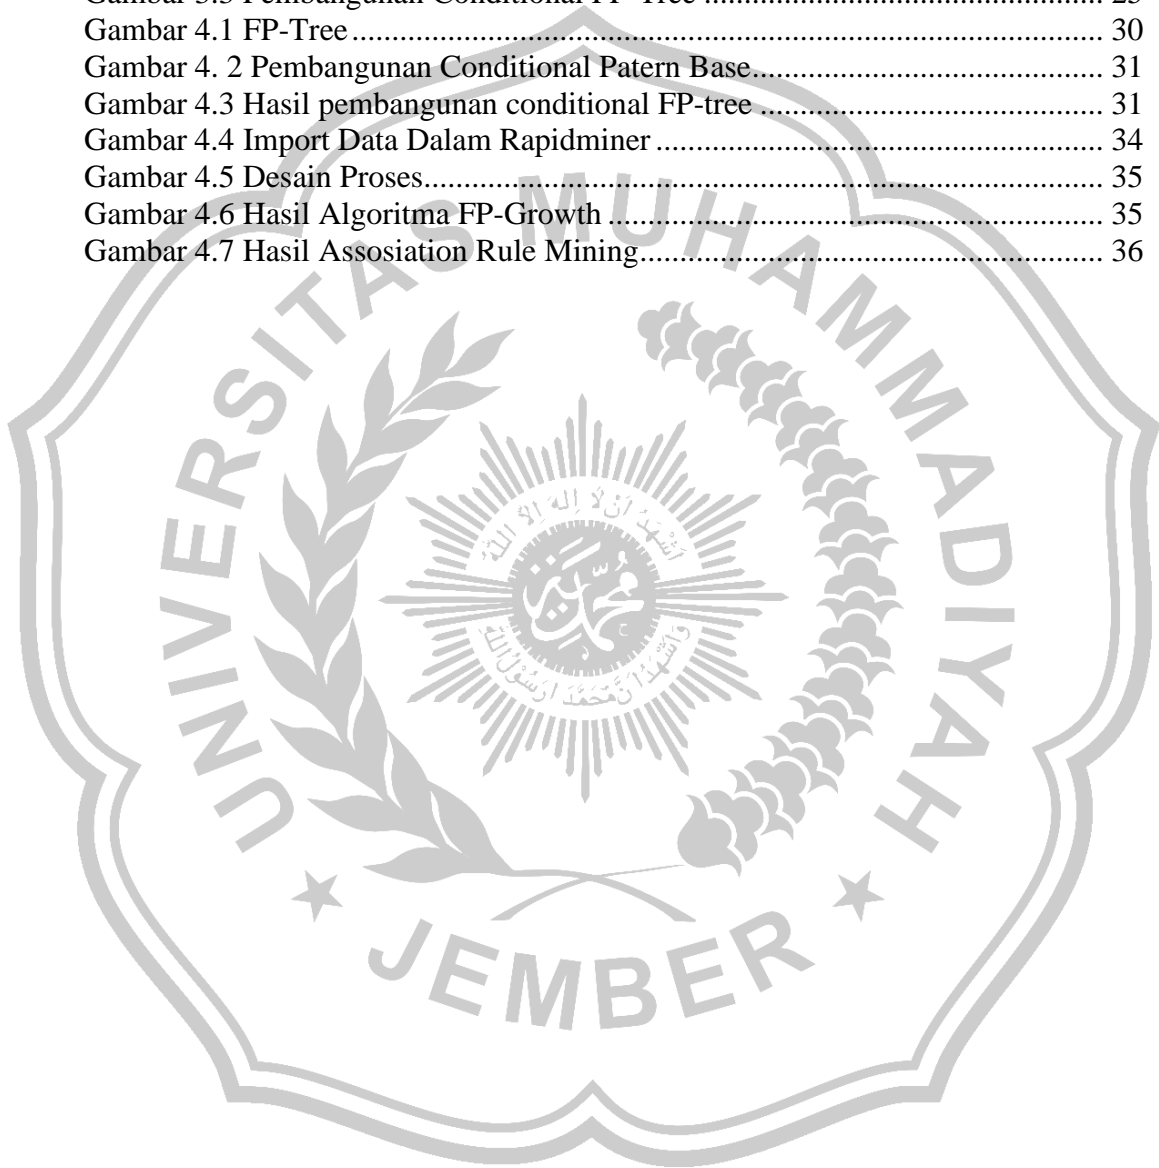 Gambar 4.1 FP-Tree ........................................................................................... 30
Gambar 4. 2 Pembangunan Conditional Patern Base........................................... 31
Gambar 4.3 Hasil pembangunan conditional FP-tree .......................................... 31
Gambar 4.4 Import Data Dalam Rapidminer ....................................................... 34
Gambar 4.5 Desain Proses.................................................................................... 35
Gambar 4.6 Hasil Algoritma FP-Growth ............................................................. 35
Gambar 4.7 Hasil Assosiation Rule Mining......................................................... 36
UNIVERSITAS MUHAMMADIYAH
JEMBER